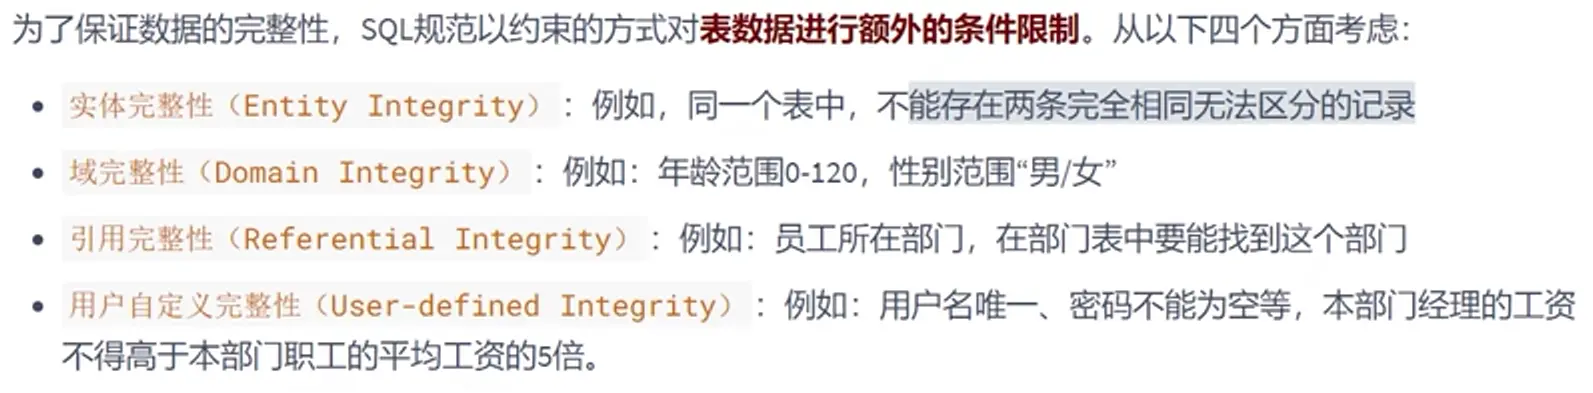 为了保证数据的完整性，SQL规范以约束的方式对表数据进行额外的条件限制。从以下四个方面考虑：
• 实体完整性（Entity Integrity）：例如，同一个表中，不能存在两条完全相同无法区分的记录
• 域完整性（Domain Integrity）：例如：年龄范围0-120，性别范围“男/女”
• 引用完整性（Referential Integrity）：例如：员工所在部门，在部门表中要能找到这个部门
• 用户自定义完整性（User-defined Integrity）：例如：用户名唯一、密码不能为空等，本部门经理的工资
不得高于本部门职工的平均工资的5倍。